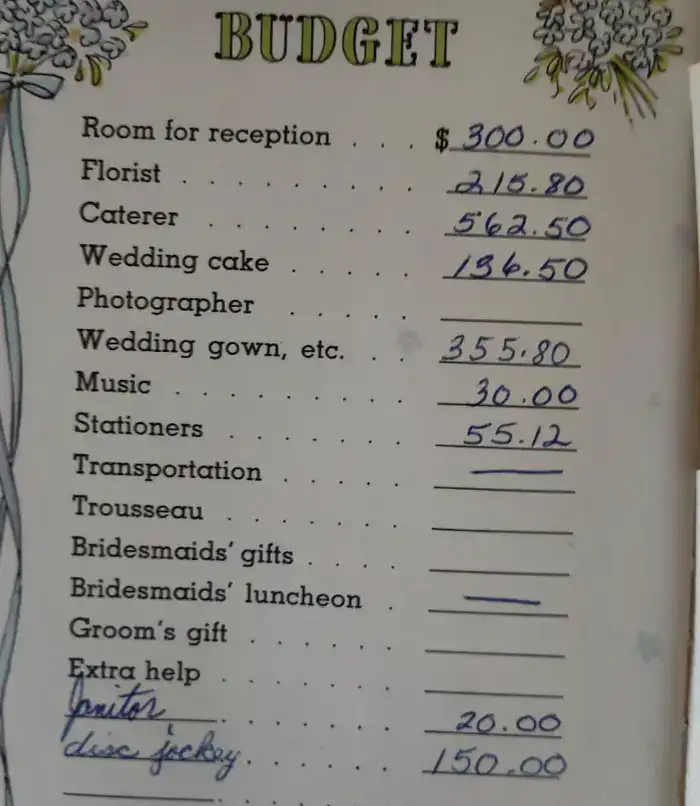 BUDGET
Room for reception . . . $ 300.00
Florist . . . . . . . . . 215.80
Caterer . . . . . . . . 562.50
Wedding cake . . . . . 136.50
Photographer . . . . .
Wedding gown, etc. . . 355.80
Music . . . . . . . . . 30.00
Stationers . . . . . . . 55.12
Transportation . . . . . —
Trousseau . . . . . . .
Bridesmaids' gifts . . . .
Bridesmaids' luncheon . —
Groom's gift . . . . . .
Extra help . . . . . . .
Janitor . . . . . . . 20.00
disc jockey . . . . . . 150.00